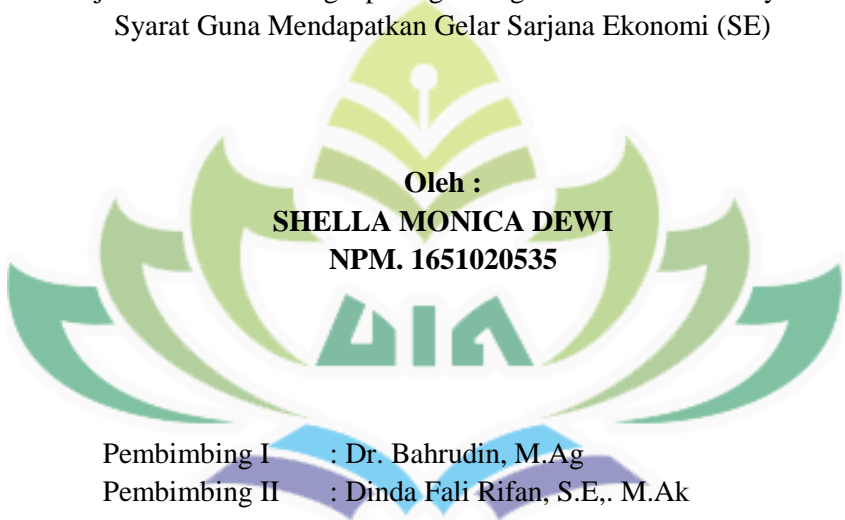 Syarat Guna Mendapatkan Gelar Sarjana Ekonomi (SE)
Oleh :
SHELLA MONICA DEWI
NPM. 1651020535
UIN
Pembimbing I : Dr. Bahrudin, M.Ag
Pembimbing II : Dinda Fali Rifan, S.E,. M.Ak